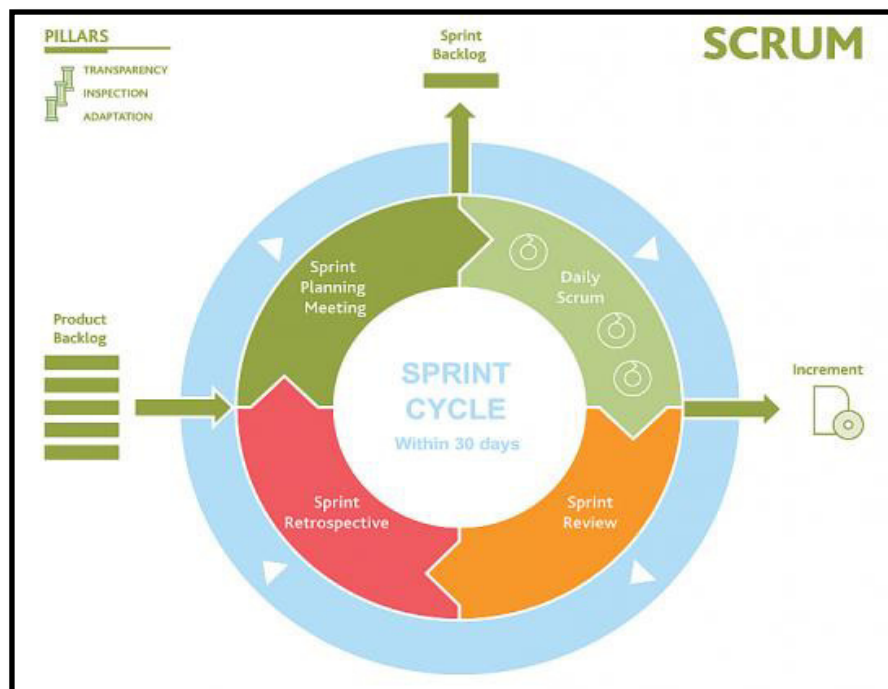 PILLARS
TRANSPARENCY
INSPECTION
ADAPTATION
Sprint
Backlog
SCRUM
Sprint
Planning
Meeting
Daily
Scrum
Product
Backlog
SPRINT
CYCLE
Within 30 days
Increment
Sprint
Retrospective
Sprint
Review